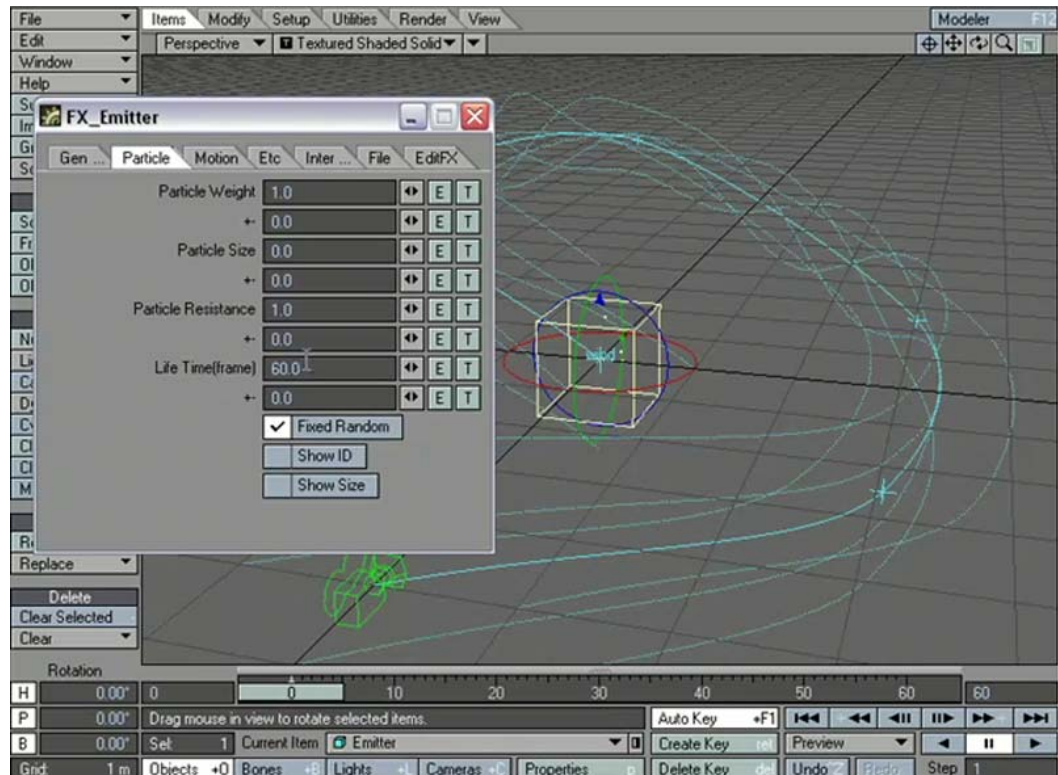 File
Items Modify Setup Utilities Render View
Modeler F12
Edit
Perspective Textured Shaded Solid
Window
Help
FX_Emitter
Gen ... Particle Motion Etc Inter ... File EditFX
Particle Weight 1.0 E T
+- 0.0 E T
Particle Size 0.0 E T
+- 0.0 E T
Particle Resistance 1.0 E T
+- 0.0 E T
Life Time(frame) 60.0 E T
+- 0.0 E T
Fixed Random
Show ID
Show Size
Replace
Delete
Clear Selected
Clear
Rotation
H 0.00° 0 0 10 20 30 40 50 60 60
P 0.00° Drag mouse in view to rotate selected items. Auto Key +F1
B 0.00° Set 1 Current Item Emitter Create Key ret Preview
Grid: 1 m Objects +O Bones +B Lights +L Cameras +C Properties p Delete Key del Undo Redo Step 1